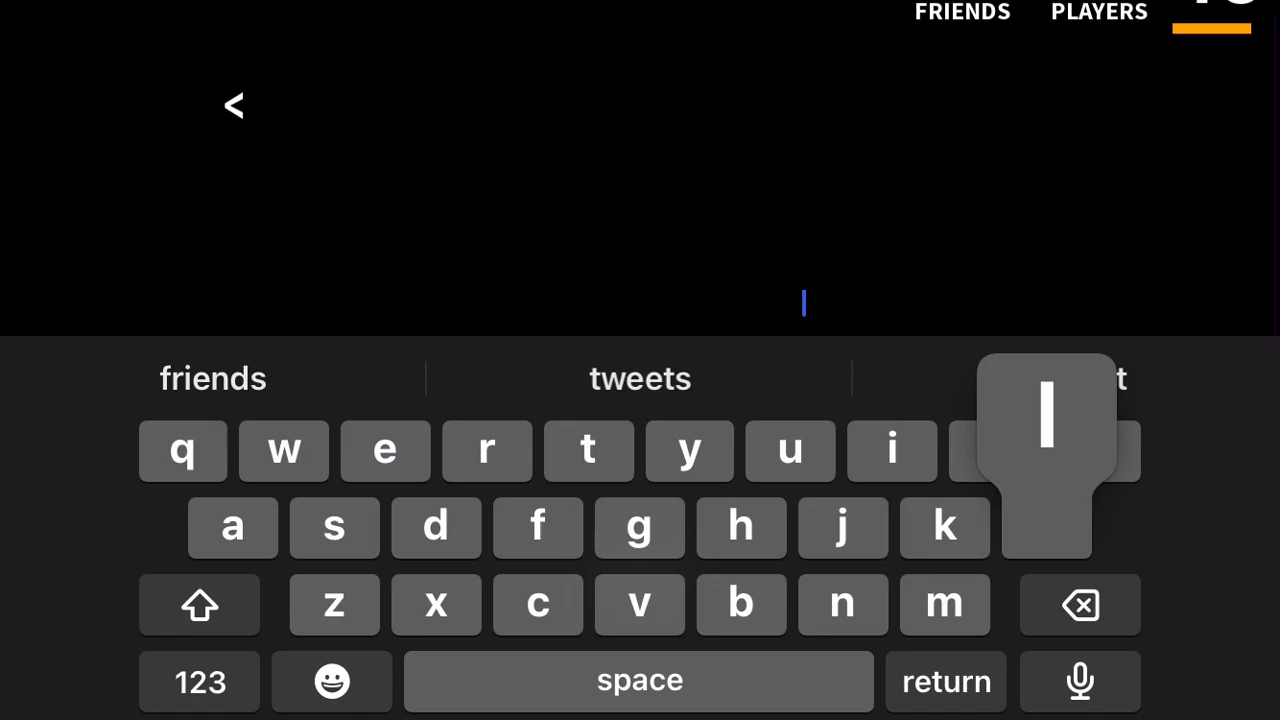 FRIENDS PLAYERS
<
friends tweets
q w e r t y u i
a s d f g h j k l
z x c v b n m
123 space return